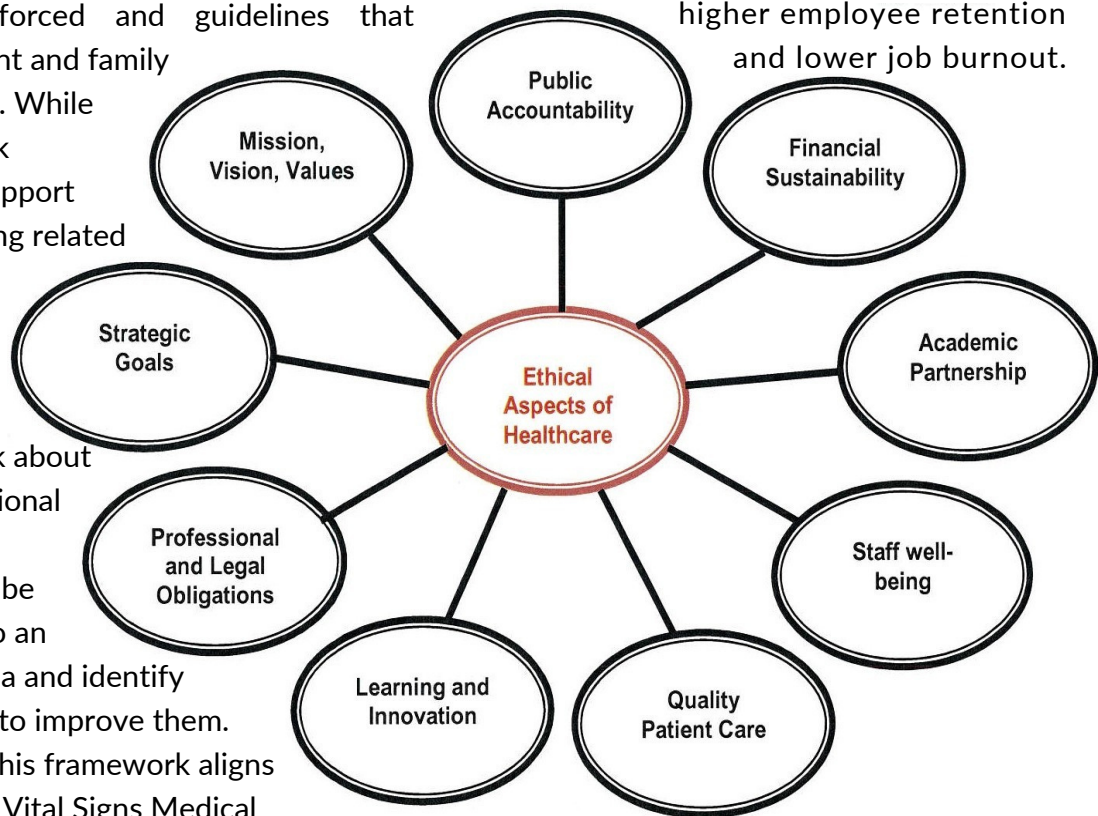 forced and guidelines that
nt and family
. While
k
pport
ng related
k about
ional
be
o an
a and identify
to improve them.
his framework aligns
Vital Signs Medical
higher employee retention
and lower job burnout.
Public
Accountability
Mission,
Vision, Values
Financial
Sustainability
Strategic
Goals
Academic
Partnership
Ethical
Aspects of
Healthcare
Professional
and Legal
Obligations
Staff well-
being
Learning and
Innovation
Quality
Patient Care